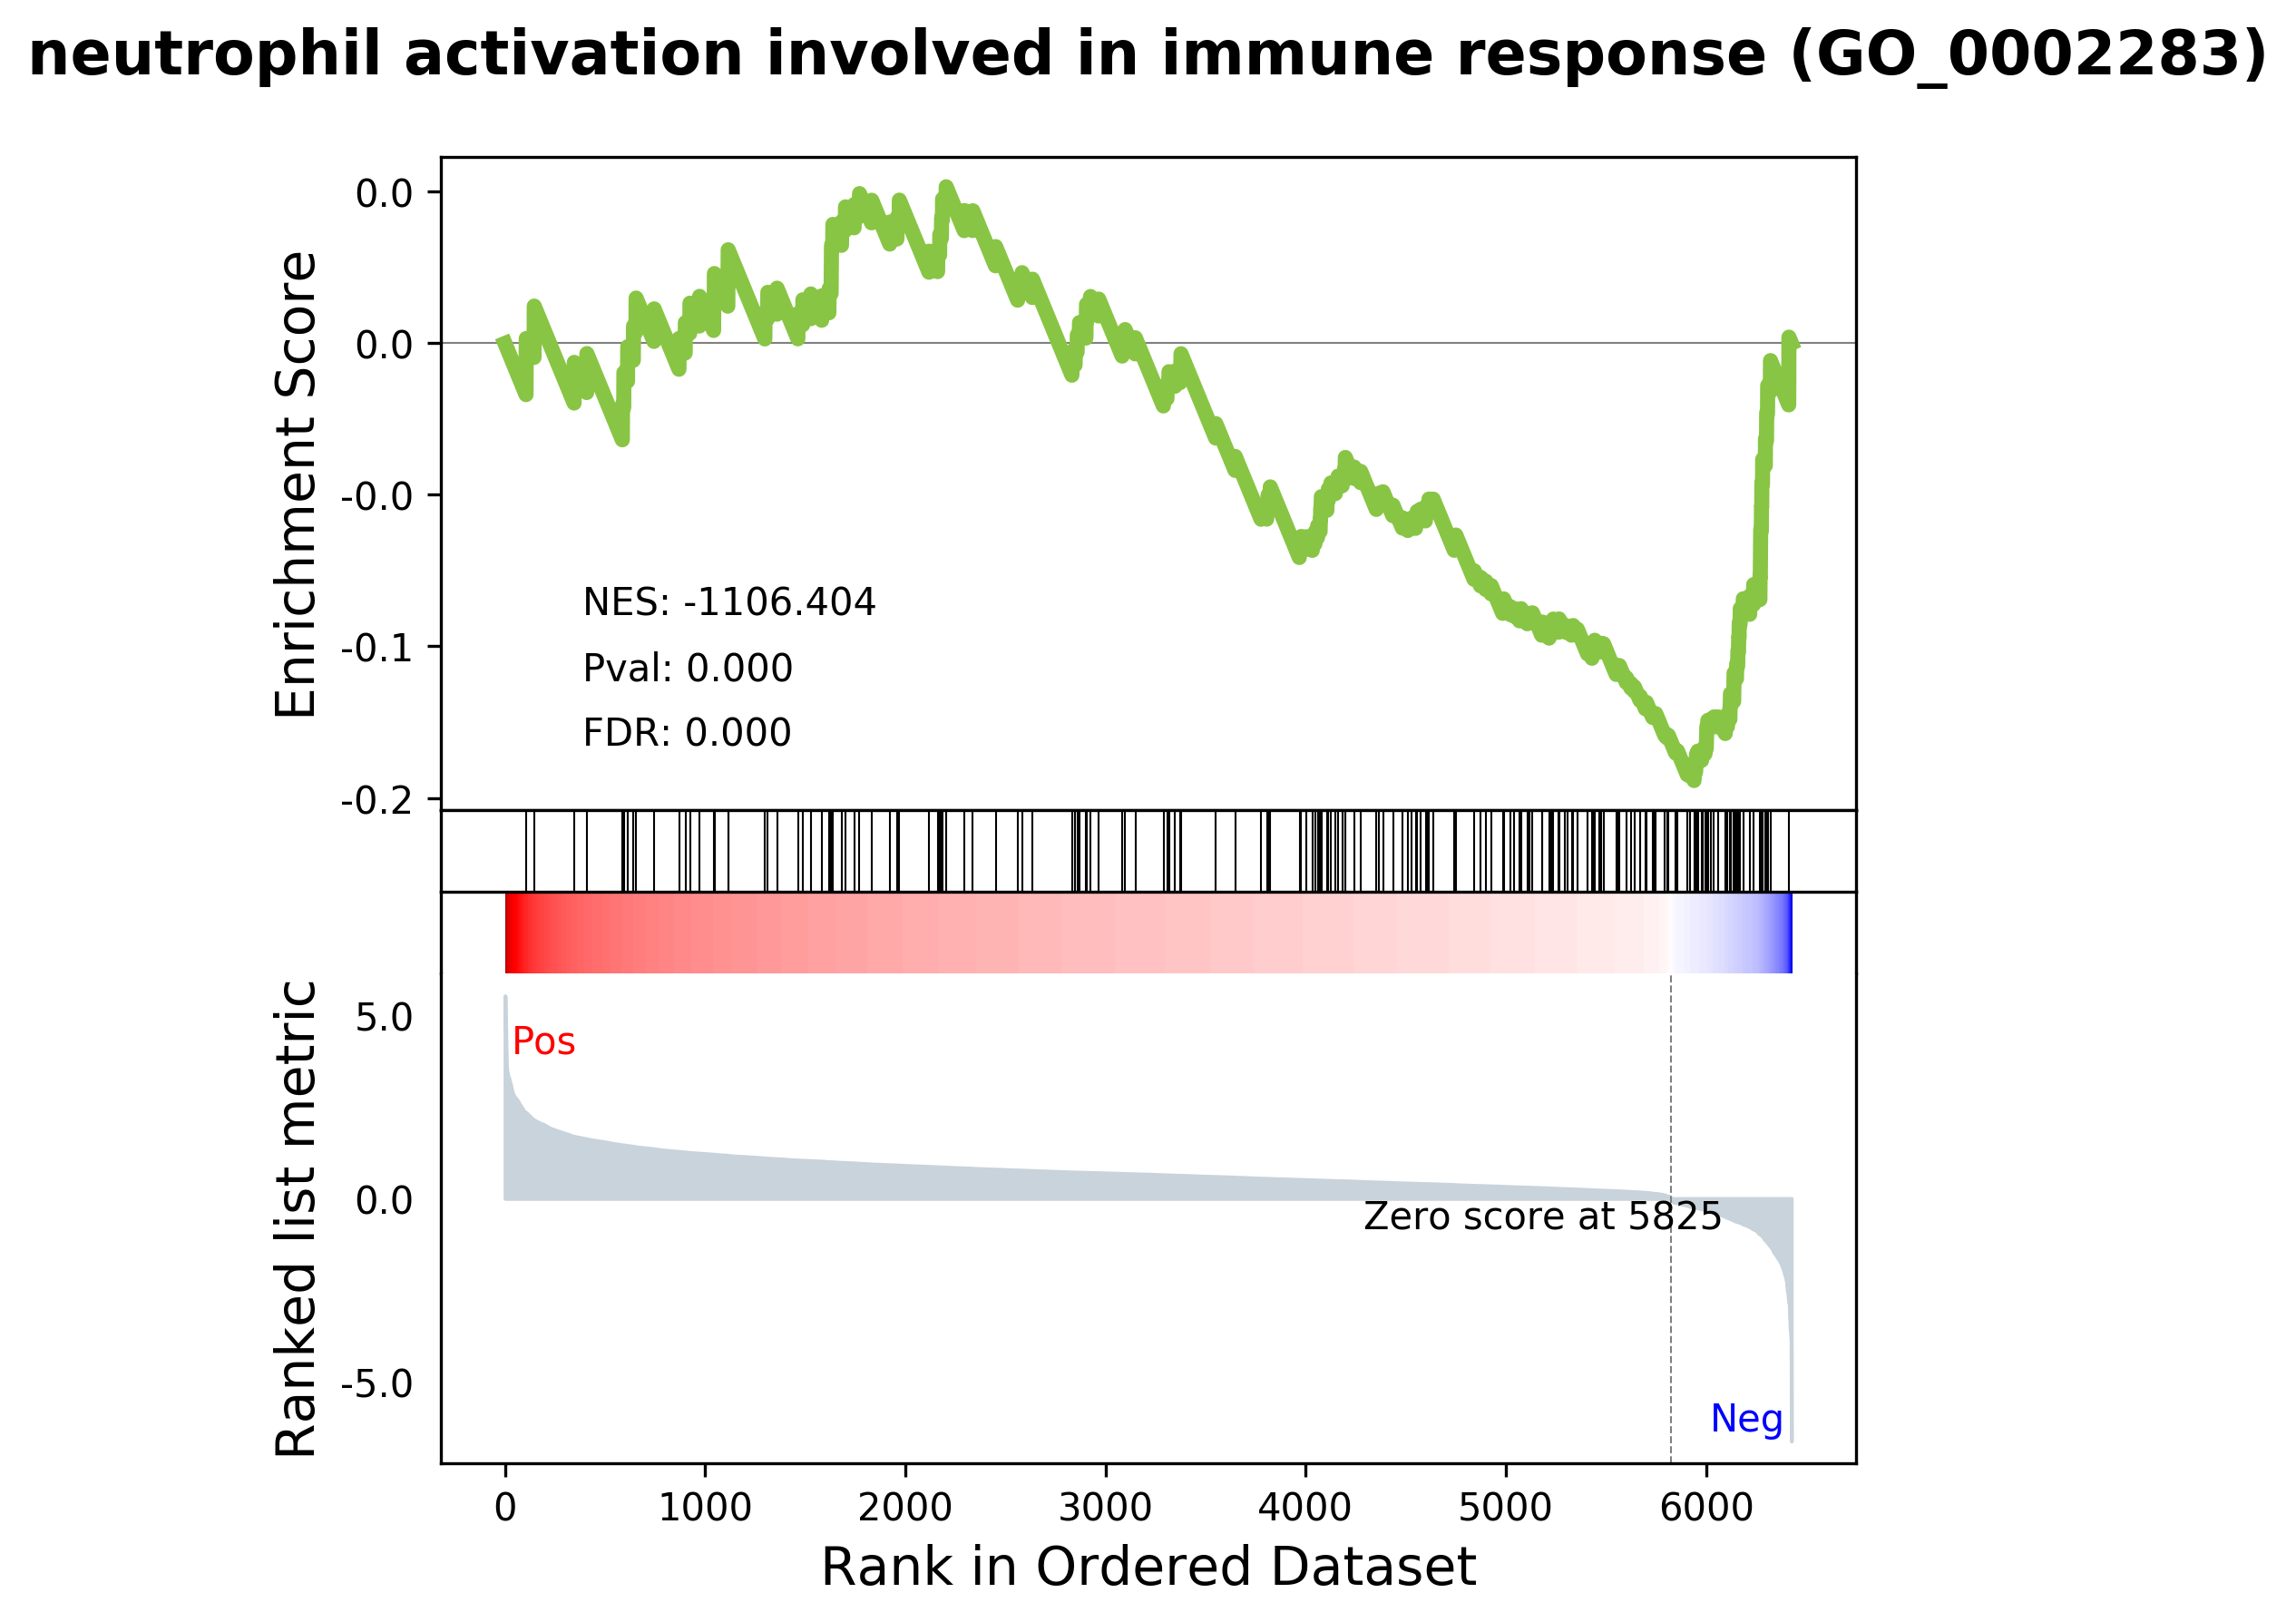 neutrophil activation involved in immune response (GO_0002283)
Enrichment Score
0.0
0.0
-0.0
-0.1
-0.2
NES: -1106.404
Pval: 0.000
FDR: 0.000
Ranked list metric
5.0
0.0
-5.0
Pos
Zero score at 5825
Neg
0 1000 2000 3000 4000 5000 6000
Rank in Ordered Dataset